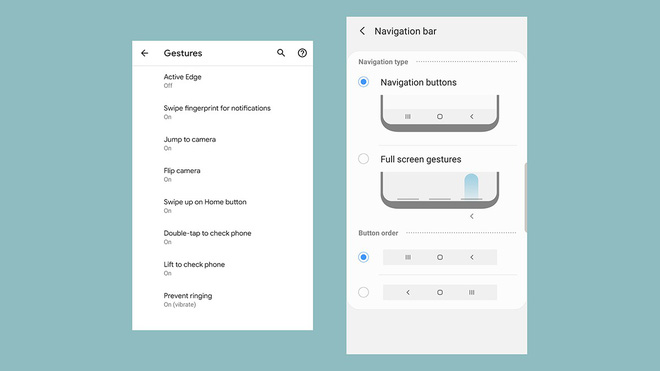 Gestures
Active Edge
Off
Swipe fingerprint for notifications
On
Jump to camera
On
Flip camera
On
Swipe up on Home button
On
Double-tap to check phone
On
Lift to check phone
On
Prevent ringing
On (vibrate)
Navigation bar
Navigation type
Navigation buttons
Full screen gestures
Button order